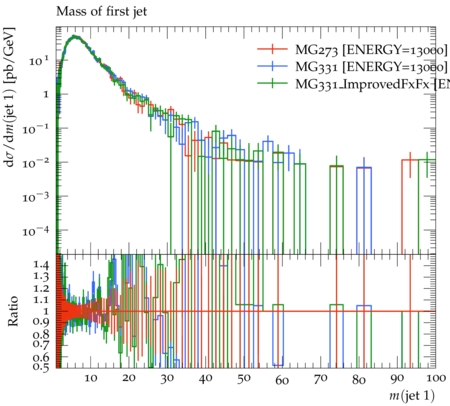 Mass of first jet
dσ/dm(jet 1) [pb/GeV]
MG273 [ENERGY=13000]
MG331 [ENERGY=13000]
MG331_ImprovedFxFx [EN
10^1
1
10^−1
10^−2
10^−3
10^−4
Ratio
1.4
1.3
1.2
1.1
1
0.9
0.8
0.7
0.6
0.5
10 20 30 40 50 60 70 80 90 100
m(jet 1)